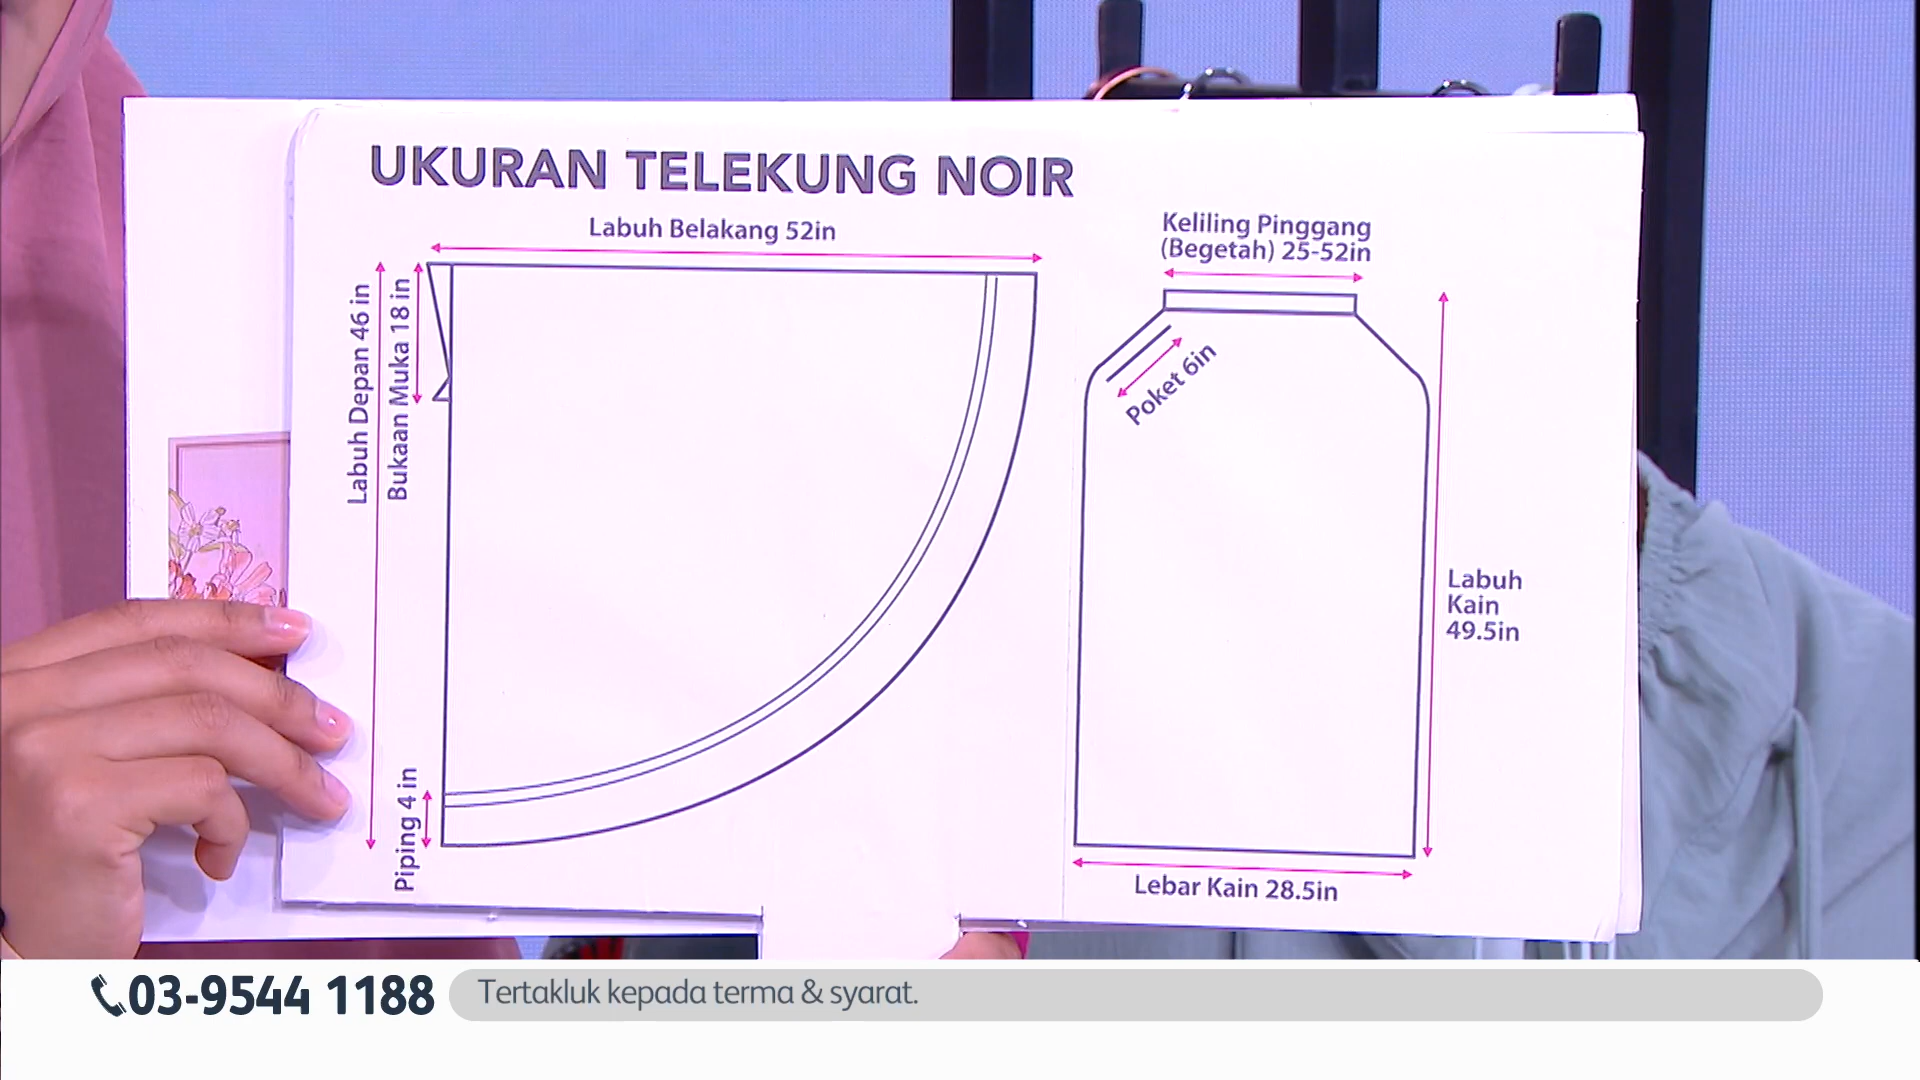 UKURAN TELEKUNG NOIR
Labuh Belakang 52in
Labuh Depan 46 in
Bukaan Muka 18 in
Piping 4 in
Keliling Pinggang
(Begetah) 25-52in
Poket 6in
Labuh
Kain
49.5in
Lebar Kain 28.5in
03-9544 1188
Tertakluk kepada terma & syarat.